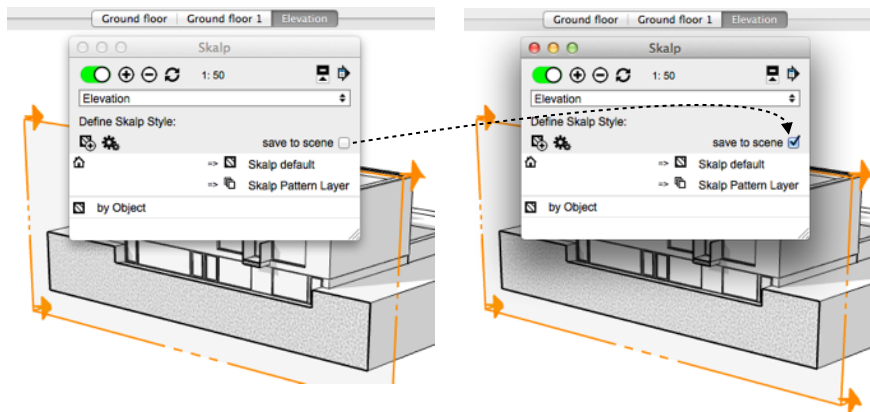 Ground floor Ground floor 1 Elevation
Skalp
1: 50
Elevation
Define Skalp Style:
save to scene
=> Skalp default
=> Skalp Pattern Layer
by Object
Ground floor Ground floor 1 Elevation
Skalp
1: 50
Elevation
Define Skalp Style:
save to scene
=> Skalp default
=> Skalp Pattern Layer
by Object